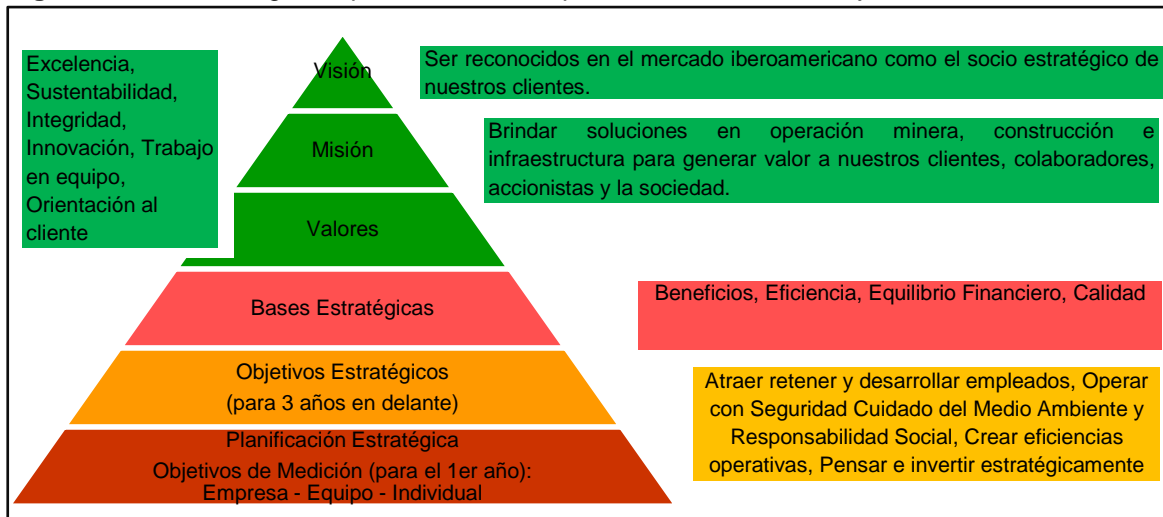 Excelencia,
Sustentabilidad,
Integridad,
Innovación, Trabajo
en equipo,
Orientación al
cliente
Visión
Ser reconocidos en el mercado iberoamericano como el socio estratégico de
nuestros clientes.
Misión
Brindar soluciones en operación minera, construcción e
infraestructura para generar valor a nuestros clientes, colaboradores,
accionistas y la sociedad.
Valores
Bases Estratégicas
Beneficios, Eficiencia, Equilibrio Financiero, Calidad
Objetivos Estratégicos
(para 3 años en delante)
Atraer retener y desarrollar empleados, Operar
con Seguridad Cuidado del Medio Ambiente y
Responsabilidad Social, Crear eficiencias
operativas, Pensar e invertir estratégicamente
Planificación Estratégica
Objetivos de Medición (para el 1er año):
Empresa - Equipo - Individual